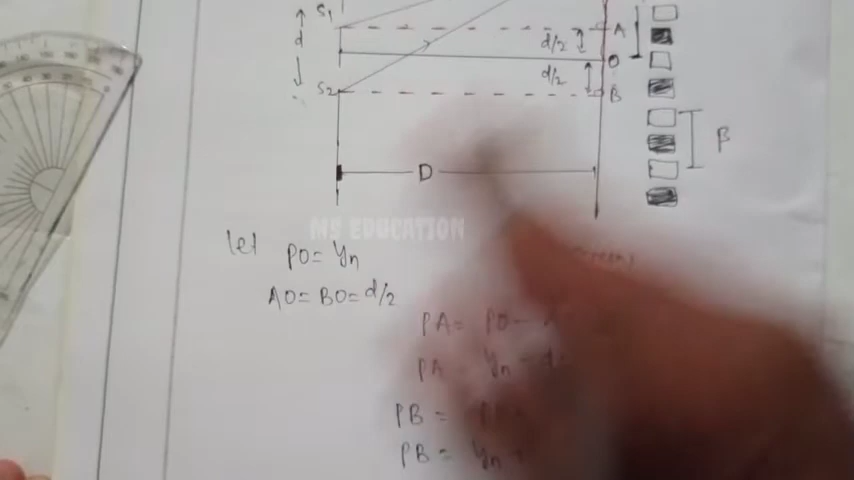 S1
d
A
d/2
O
d/2
S2
B
β
D
MS EDUCATION
let PO = yn
AO = BO = d/2
PA = PO -
PA yn - d
PB =
PB = yn